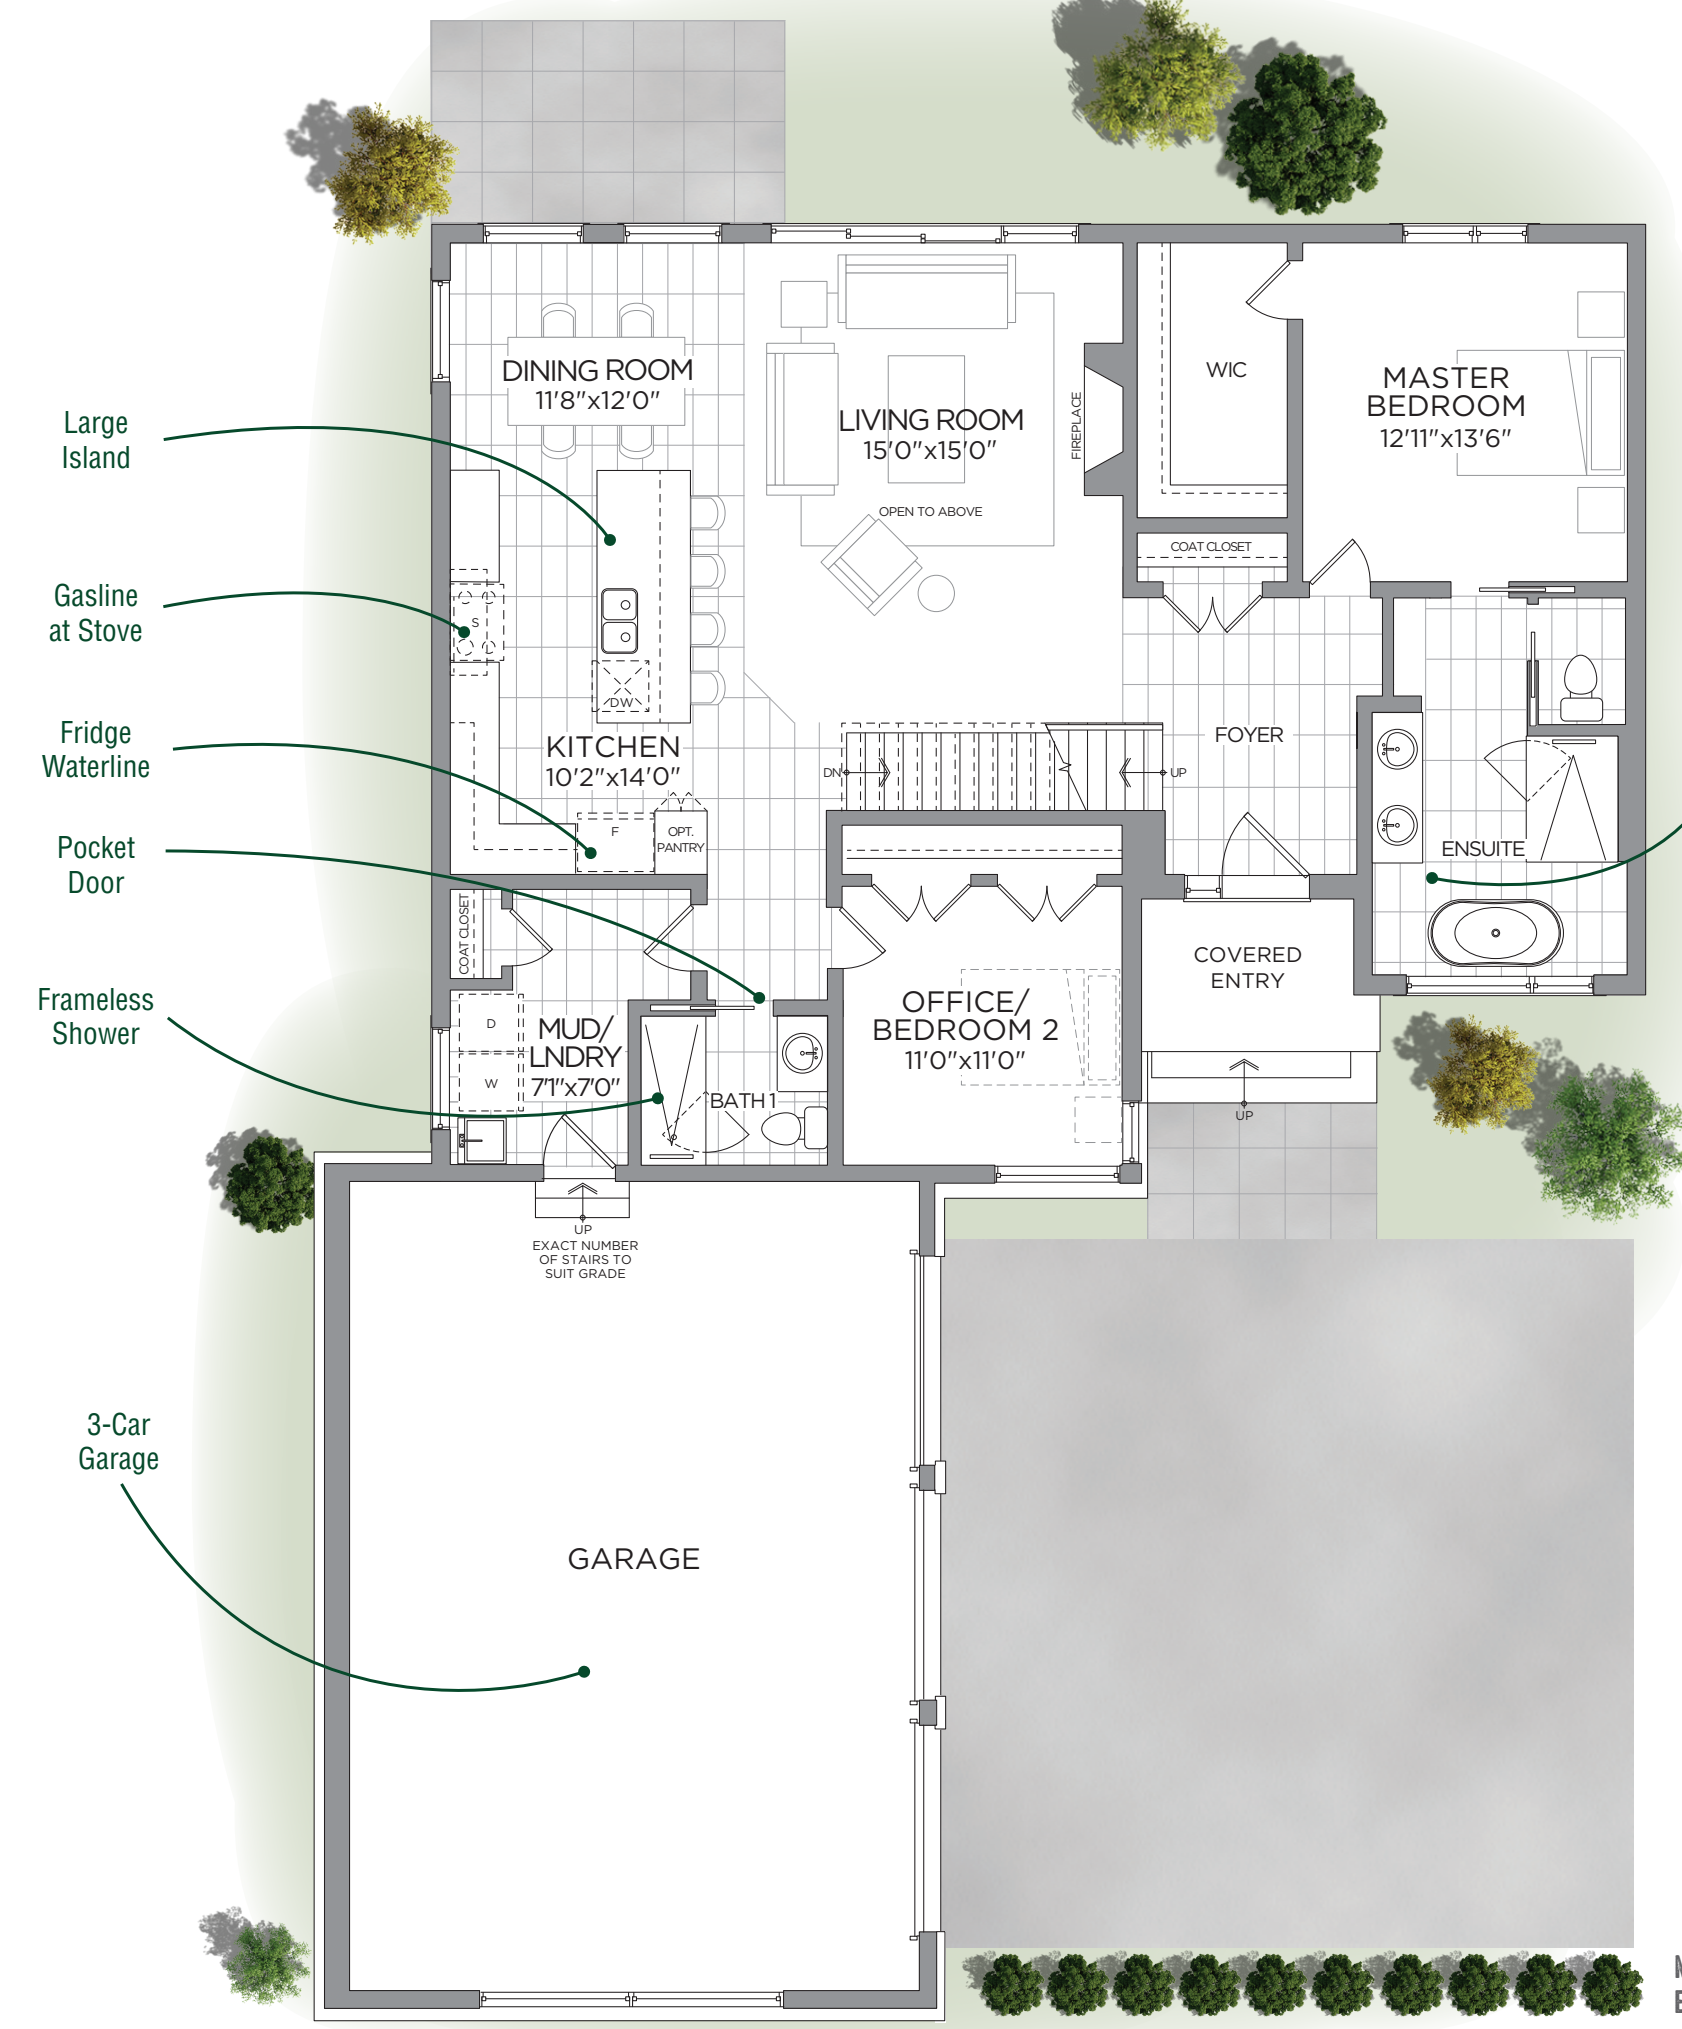 Large
Island
Gasline
at Stove
Fridge
Waterline
Pocket
Door
Frameless
Shower
3-Car
Garage
DINING ROOM
11'8"x12'0"
LIVING ROOM
15'0"x15'0"
OPEN TO ABOVE
FIREPLACE
WIC
MASTER
BEDROOM
12'11"x13'6"
COAT CLOSET
S
DW
KITCHEN
10'2"x14'0"
F
OPT.
PANTRY
DN
UP
FOYER
ENSUITE
COAT CLOSET
D
W
MUD/
LNDRY
7'1"x7'0"
BATH 1
OFFICE/
BEDROOM 2
11'0"x11'0"
COVERED
ENTRY
UP
UP
EXACT NUMBER
OF STAIRS TO
SUIT GRADE
GARAGE